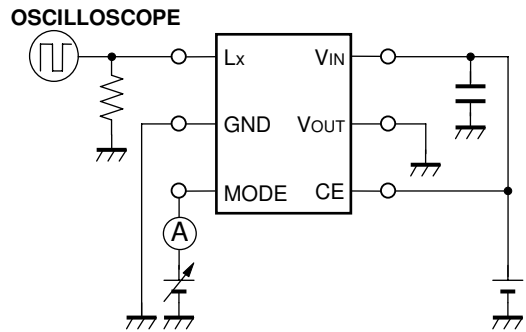 OSCILLOSCOPE
Lx
VIN
GND
VOUT
MODE
CE
A